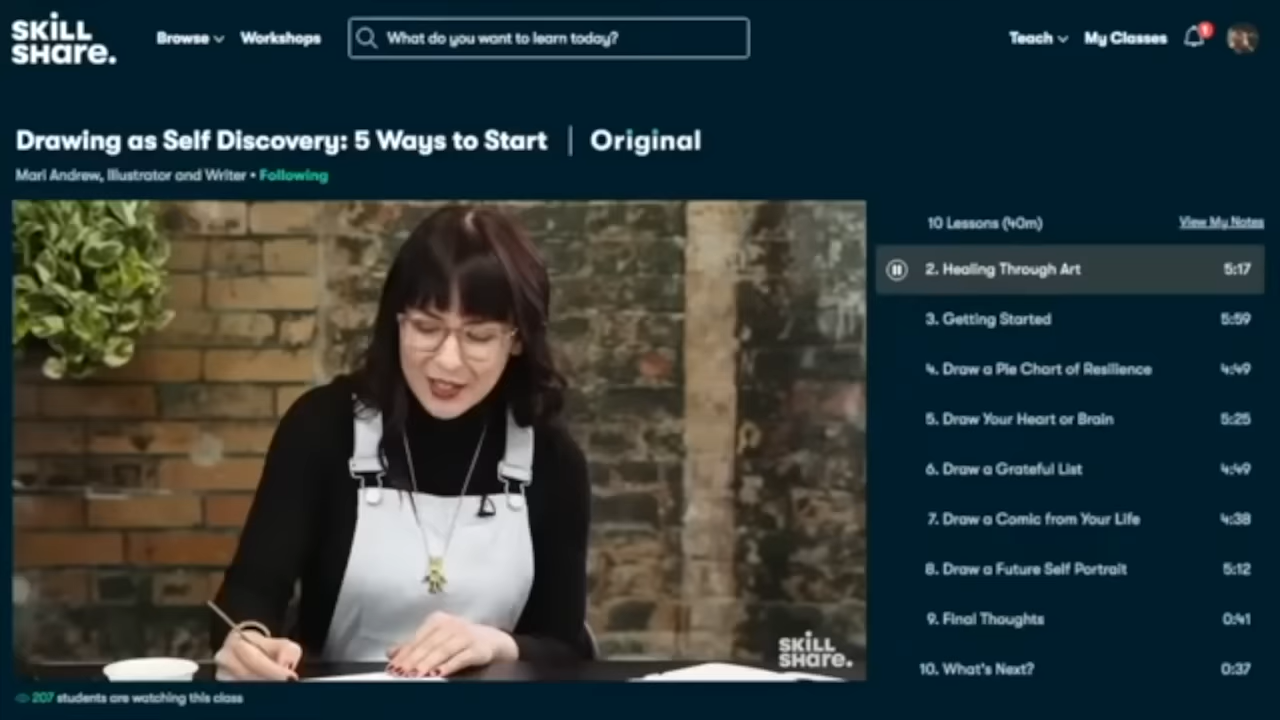 SKILL
SHARE.
Browse
Workshops
What do you want to learn today?
Teach
My Classes
Drawing as Self Discovery: 5 Ways to Start | Original
Mari Andrew, Illustrator and Writer • Following
10 Lessons (40m)
View My Notes
2. Healing Through Art 5:17
3. Getting Started 5:59
4. Draw a Pie Chart of Resilience 4:49
5. Draw Your Heart or Brain 5:25
6. Draw a Grateful List 4:49
7. Draw a Comic from Your Life 4:38
8. Draw a Future Self Portrait 5:12
9. Final Thoughts 0:41
10. What's Next? 0:37
SKILL
SHARE.
207 students are watching this class